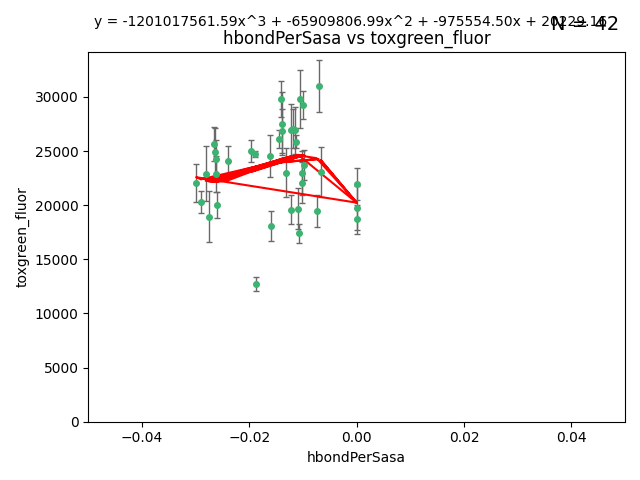 y = -1201017561.59x^3 + -65909806.99x^2 + -975554.50x + 20229.16
N = 42
hbondPerSasa vs toxgreen_fluor
toxgreen_fluor
30000
25000
20000
15000
10000
5000
0
-0.04
-0.02
0.00
0.02
0.04
hbondPerSasa